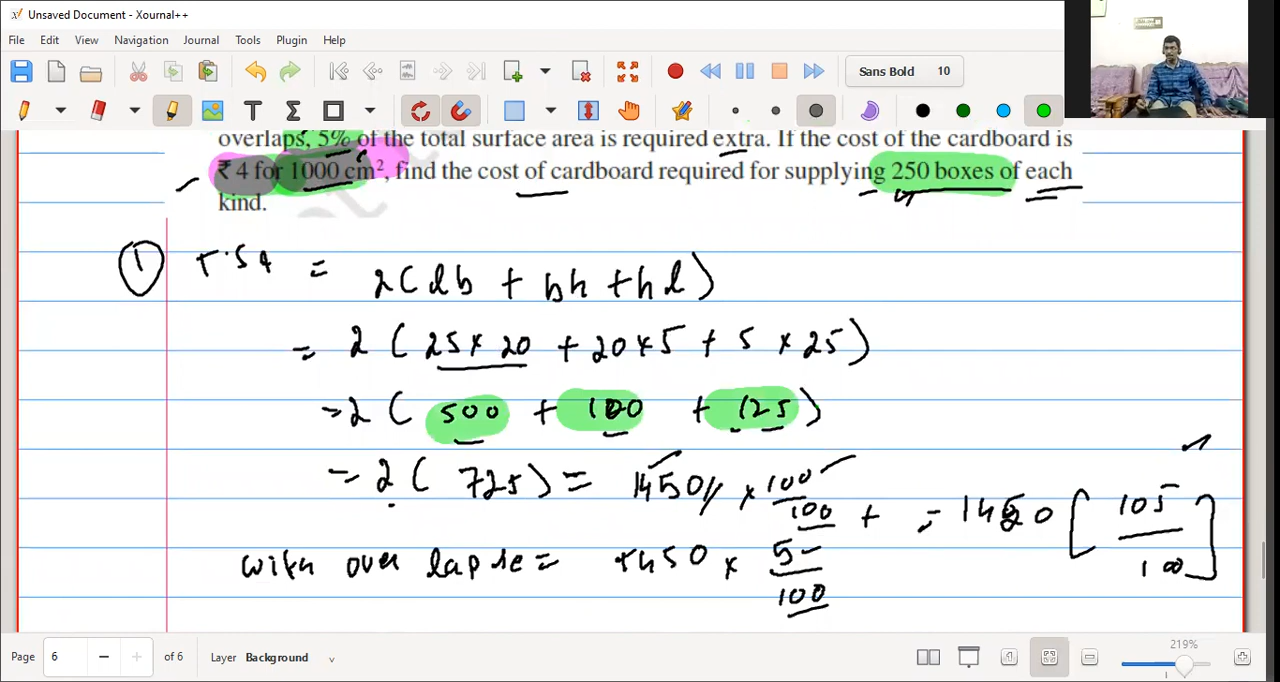 Unsaved Document - Xournal++
File Edit View Navigation Journal Tools Plugin Help
Sans Bold 10
overlaps, 5% of the total surface area is required extra. If the cost of the cardboard is
₹ 4 for 1000 cm², find the cost of cardboard required for supplying 250 boxes of each
kind.
① T.S.A = 2(lb + bh + hl)
= 2 ( 25 × 20 + 20 × 5 + 5 × 25 )
= 2 ( 500 + 100 + 125 )
= 2 ( 725 ) = 1450// × 100/100 + = 1450 [ 105/100 ]
with over lapse = 1450 × 5/100
Page 6 of 6 Layer Background 219%